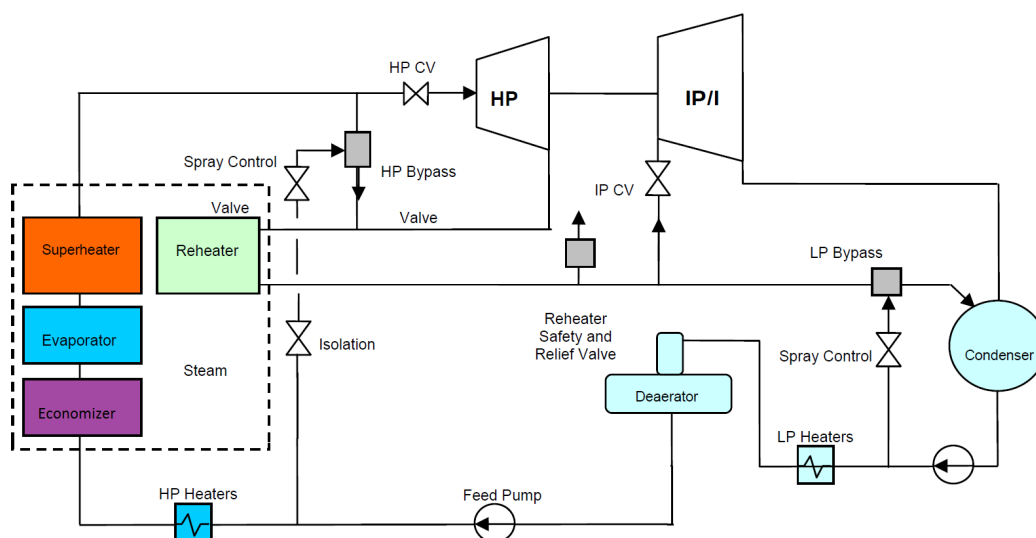 HP CV
HP
IP/I
Spray Control
HP Bypass
IP CV
Valve
Valve
Superheater
Reheater
LP Bypass
Reheater
Safety and
Relief Valve
Evaporator
Isolation
Spray Control
Condenser
Steam
Deaerator
Economizer
LP Heaters
HP Heaters
Feed Pump